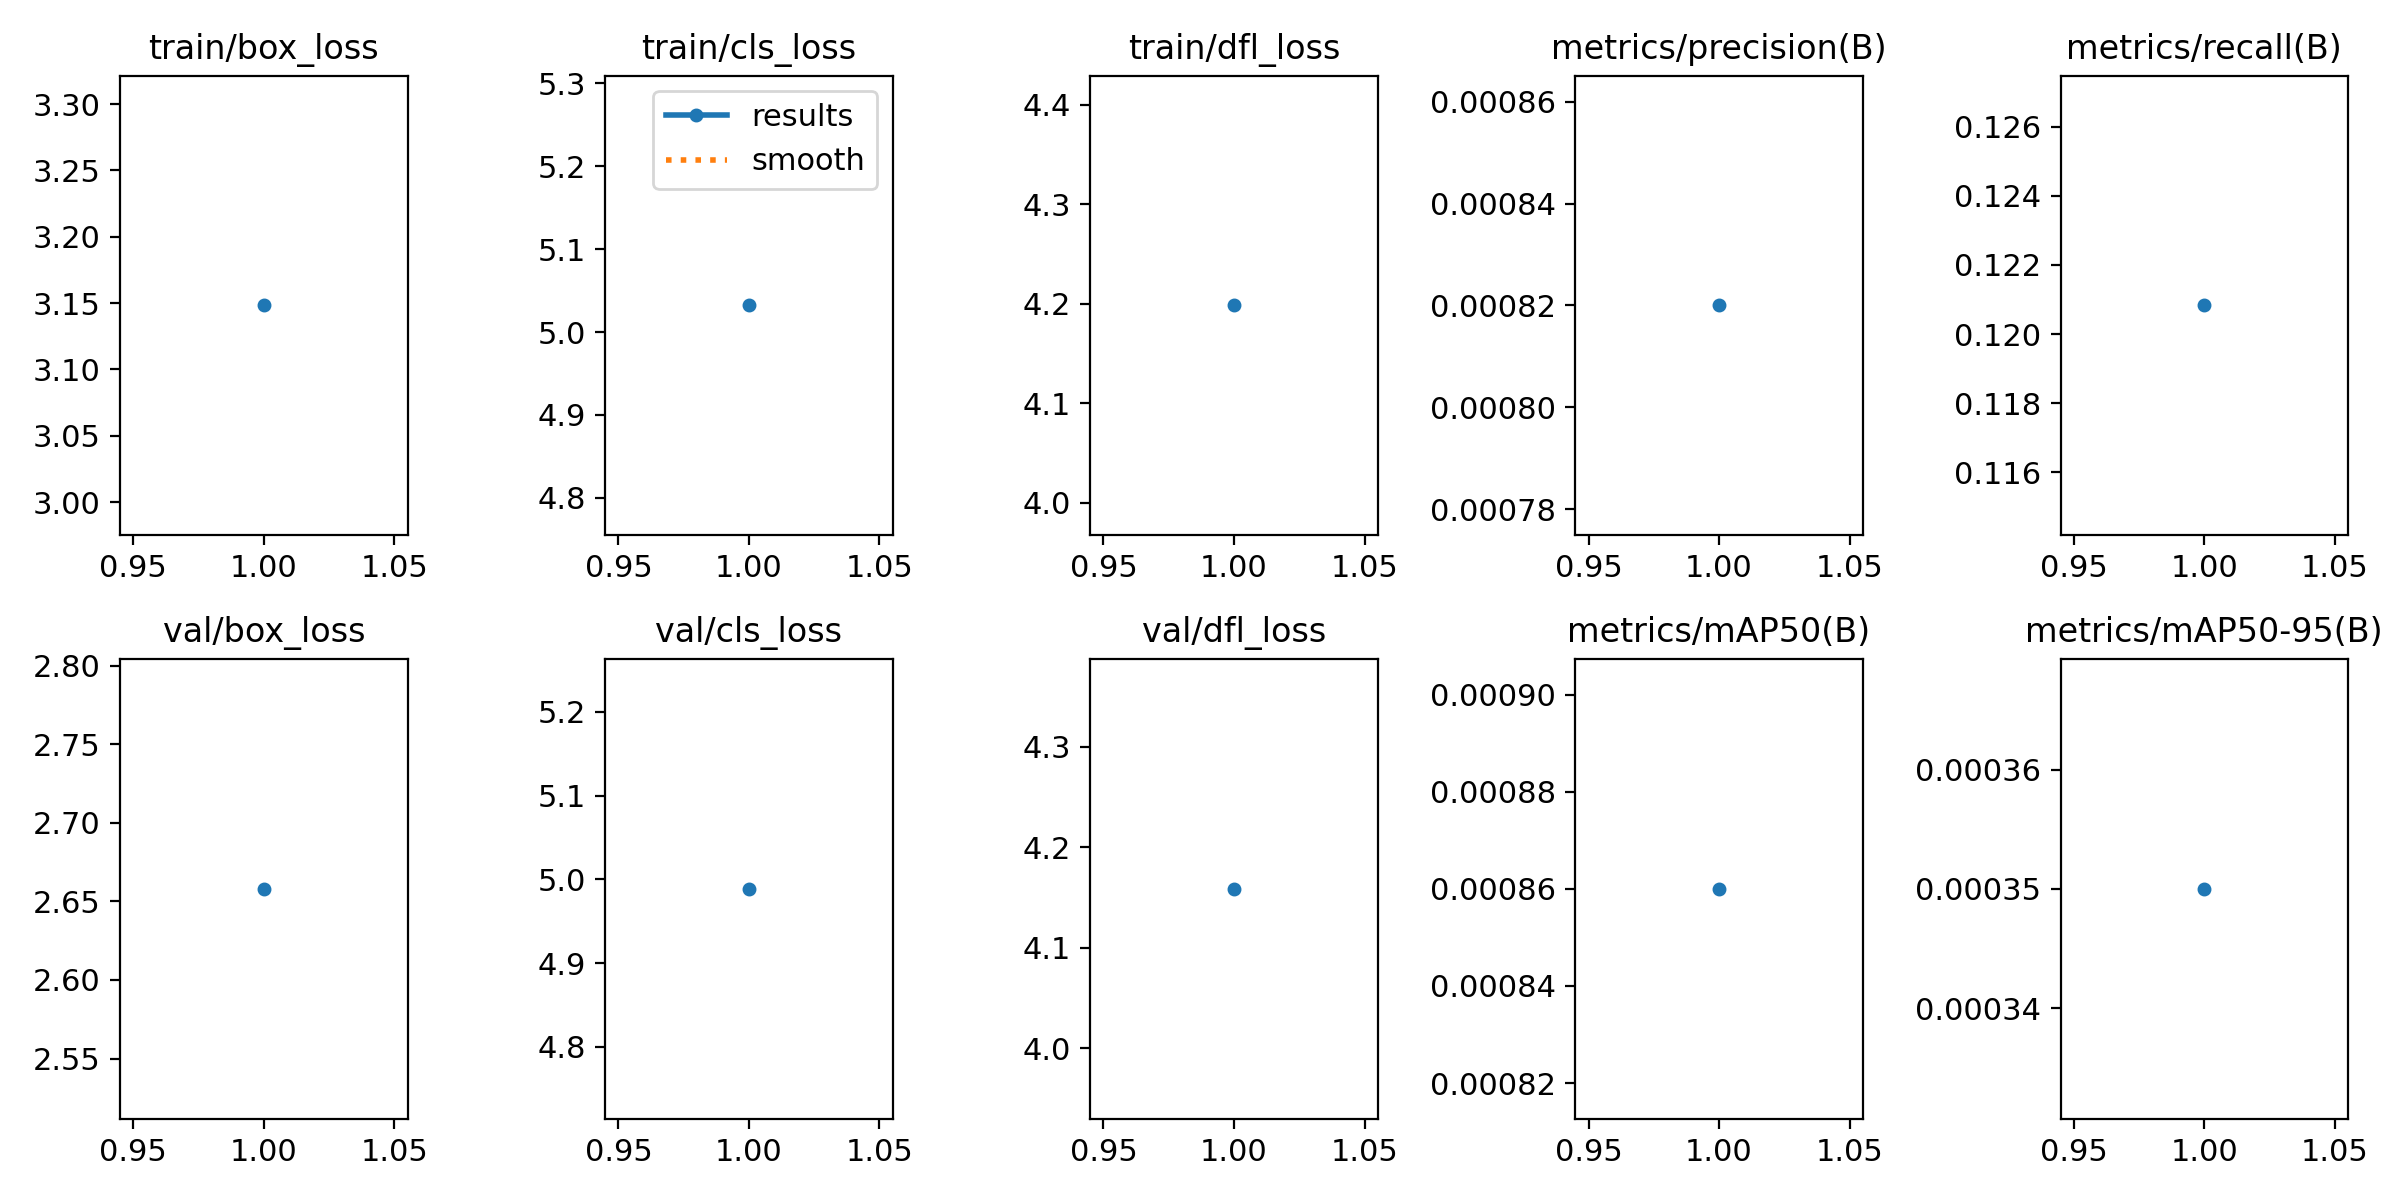 train/box_loss
3.30
3.25
3.20
3.15
3.10
3.05
3.00
0.95 1.00 1.05
train/cls_loss
5.3
5.2
5.1
5.0
4.9
4.8
results
smooth
0.95 1.00 1.05
train/dfl_loss
4.4
4.3
4.2
4.1
4.0
0.95 1.00 1.05
metrics/precision(B)
0.00086
0.00084
0.00082
0.00080
0.00078
0.95 1.00 1.05
metrics/recall(B)
0.126
0.124
0.122
0.120
0.118
0.116
0.95 1.00 1.05
val/box_loss
2.80
2.75
2.70
2.65
2.60
2.55
0.95 1.00 1.05
val/cls_loss
5.2
5.1
5.0
4.9
4.8
0.95 1.00 1.05
val/dfl_loss
4.3
4.2
4.1
4.0
0.95 1.00 1.05
metrics/mAP50(B)
0.00090
0.00088
0.00086
0.00084
0.00082
0.95 1.00 1.05
metrics/mAP50-95(B)
0.00036
0.00035
0.00034
0.95 1.00 1.05